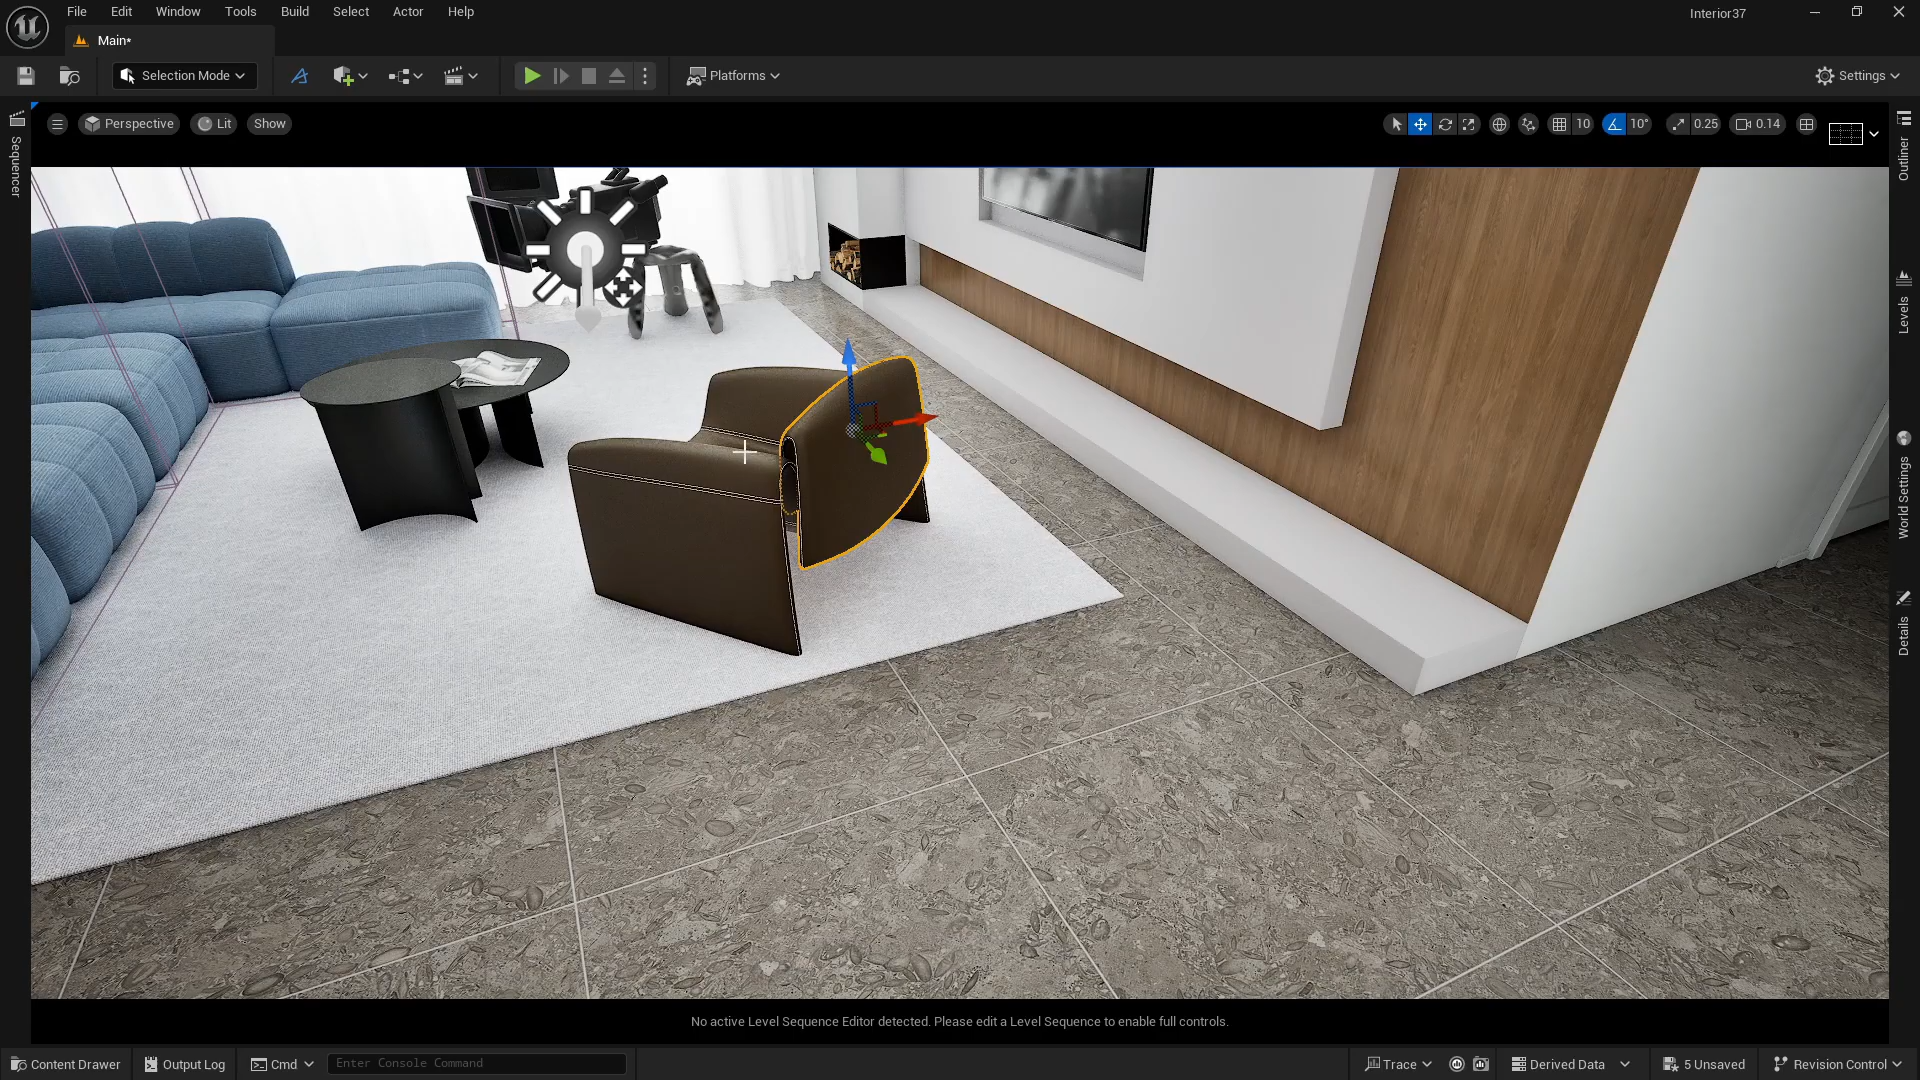 File Edit Window Tools Build Select Actor Help
Interior37
Main*
Selection Mode
Platforms
Settings
Perspective Lit Show
10 10° 0.25 0.14
Sequencer
Outliner
Levels
World Settings
Details
No active Level Sequence Editor detected. Please edit a Level Sequence to enable full controls.
Content Drawer Output Log Cmd Enter Console Command Trace Derived Data 5 Unsaved Revision Control